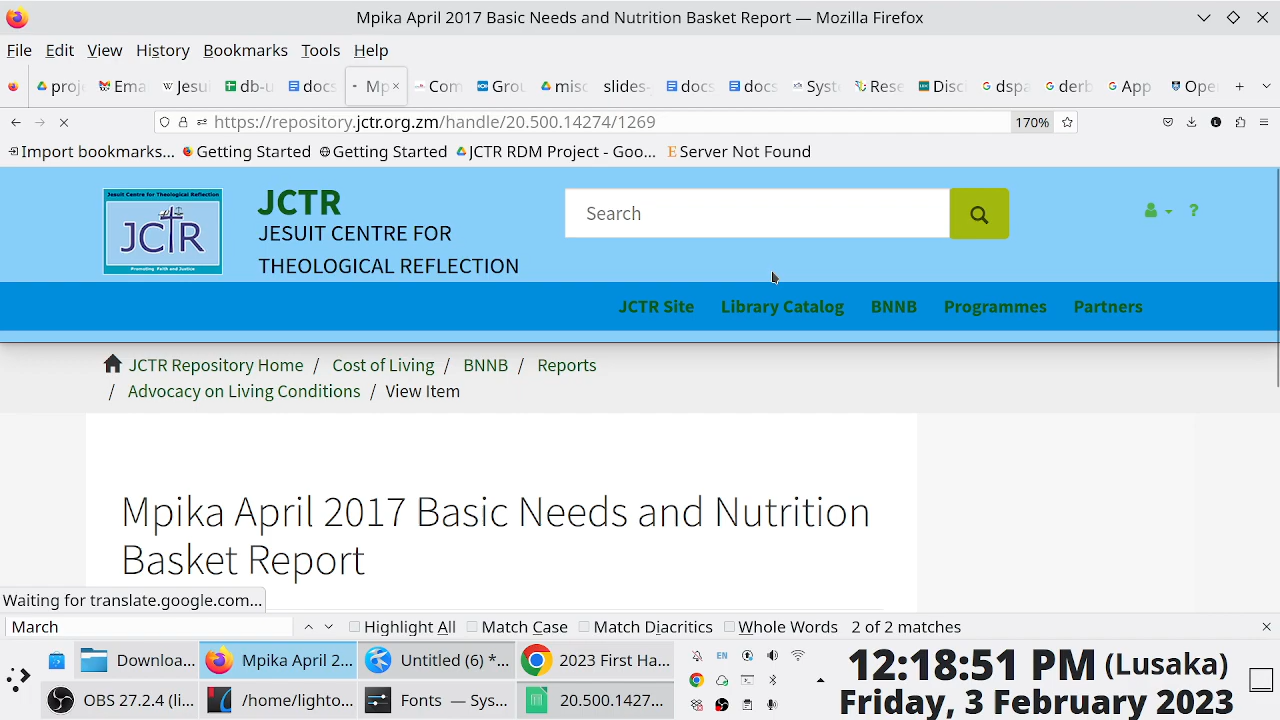 Mpika April 2017 Basic Needs and Nutrition Basket Report — Mozilla Firefox
File Edit View History Bookmarks Tools Help
proj Ema Jesu db-u docs Mp Com Grou misc slides- docs docs Syst Rese Disc dspa derb App Ope
https://repository.jctr.org.zm/handle/20.500.14274/1269 170%
Import bookmarks... Getting Started Getting Started JCTR RDM Project - Goo... Server Not Found
Jesuit Centre for Theological Reflection
JCTR
Promoting Faith and Justice
JCTR
JESUIT CENTRE FOR
THEOLOGICAL REFLECTION
Search
?
JCTR Site Library Catalog BNNB Programmes Partners
JCTR Repository Home / Cost of Living / BNNB / Reports
/ Advocacy on Living Conditions / View Item
Mpika April 2017 Basic Needs and Nutrition
Basket Report
Waiting for translate.google.com...
March Highlight All Match Case Match Diacritics Whole Words 2 of 2 matches
Downloa... Mpika April 2... Untitled (6) *... 2023 First Ha...
OBS 27.2.4 (li... /home/lighto... Fonts — Sys... 20.500.1427...
EN
12:18:51 PM (Lusaka)
Friday, 3 February 2023